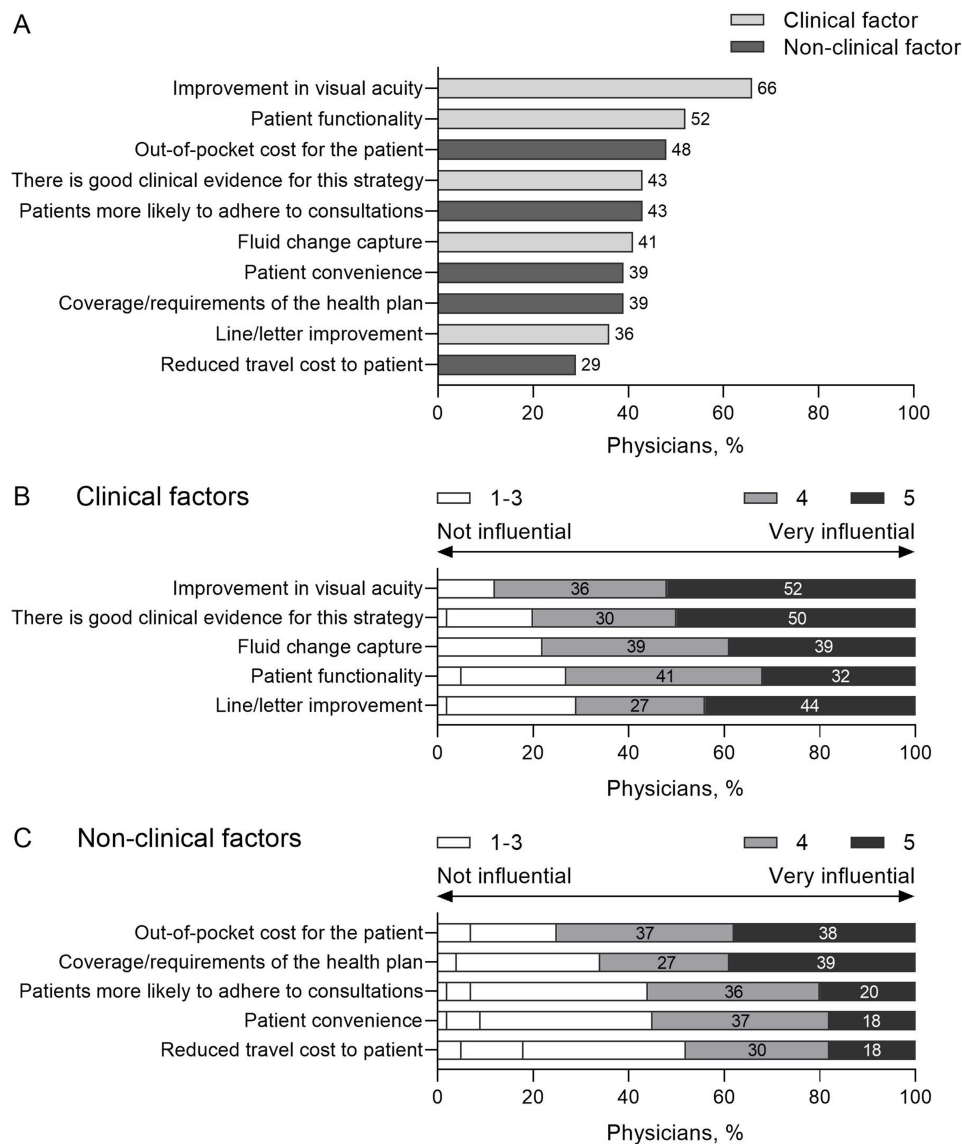 A
Clinical factor
Non-clinical factor
Improvement in visual acuity 66
Patient functionality 52
Out-of-pocket cost for the patient 48
There is good clinical evidence for this strategy 43
Patients more likely to adhere to consultations 43
Fluid change capture 41
Patient convenience 39
Coverage/requirements of the health plan 39
Line/letter improvement 36
Reduced travel cost to patient 29
0 20 40 60 80 100
Physicians, %
B Clinical factors 1-3 4 5
Not influential Very influential
Improvement in visual acuity 36 52
There is good clinical evidence for this strategy 30 50
Fluid change capture 39 39
Patient functionality 41 32
Line/letter improvement 27 44
0 20 40 60 80 100
Physicians, %
C Non-clinical factors 1-3 4 5
Not influential Very influential
Out-of-pocket cost for the patient 37 38
Coverage/requirements of the health plan 27 39
Patients more likely to adhere to consultations 36 20
Patient convenience 37 18
Reduced travel cost to patient 30 18
0 20 40 60 80 100
Physicians, %